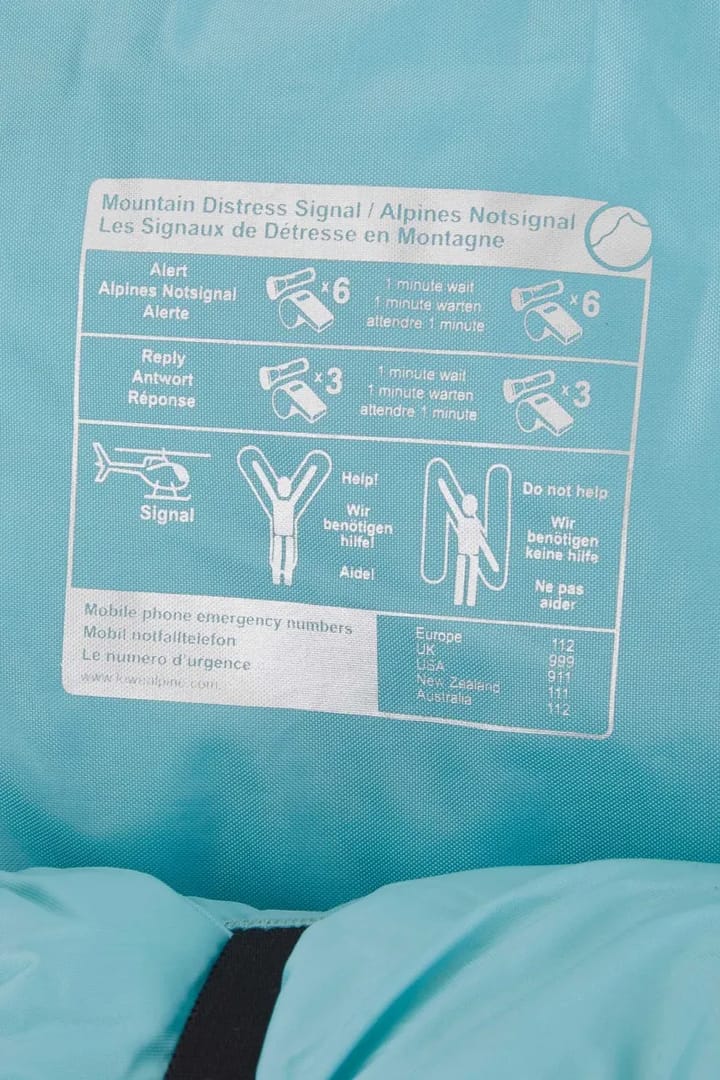 Mountain Distress Signal / Alpines Notsignal
Les Signaux de Détresse en Montagne
Alert
Alpines Notsignal
Alerte
x6
1 minute wait
1 minute warten
attendre 1 minute
x6
Reply
Antwort
Réponse
x3
1 minute wait
1 minute warten
attendre 1 minute
x3
Signal
Help!
Wir
benötigen
hilfe!
Aide!
Do not help
Wir
benötigen
keine hilfe
Ne pas
aider
Mobile phone emergency numbers
Mobil notfalltelefon
Le numero d'urgence
www.lowealpine.com
Europe 112
UK 999
USA 911
New Zealand 111
Australia 112